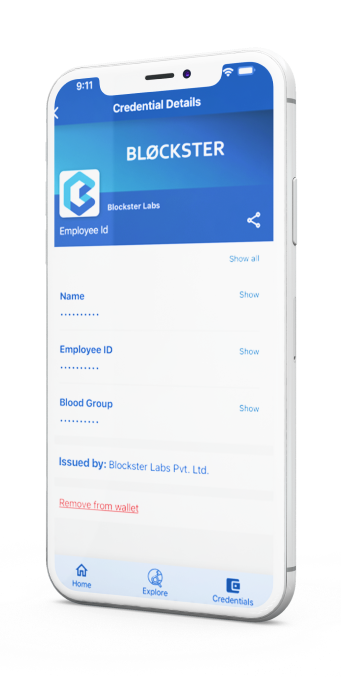 9:11
Credential Details
BLØCKSTER
Blockster Labs
Employee Id
Show all
Name Show
••••••••••
Employee ID Show
••••••••••
Blood Group Show
••••••••••
Issued by: Blockster Labs Pvt. Ltd.
Remove from wallet
Home Explore Credentials